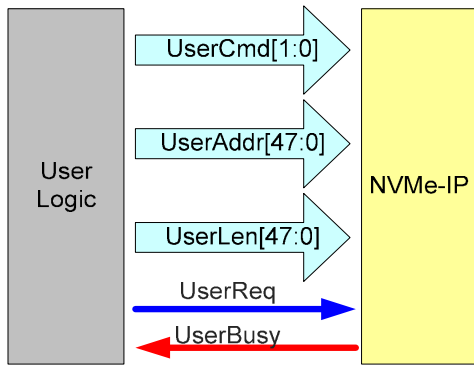 UserCmd[1:0]
UserAddr[47:0]
User
Logic
NVMe-IP
UserLen[47:0]
UserReq
UserBusy